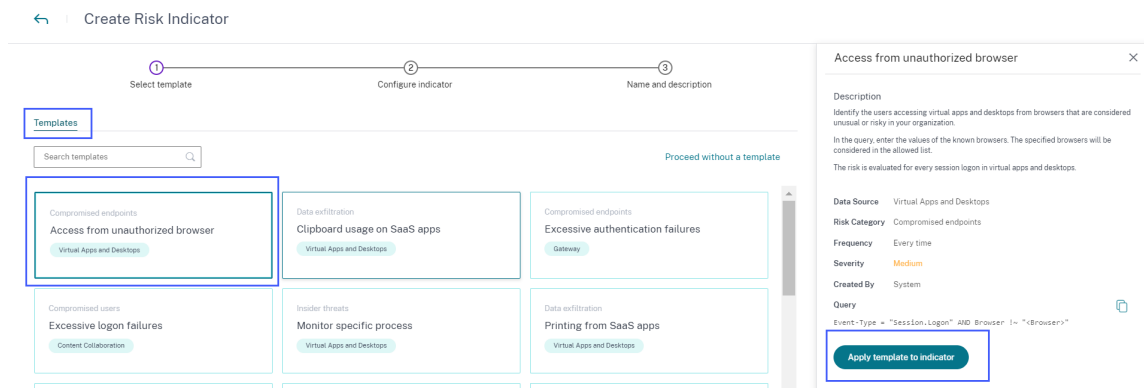 Create Risk Indicator
1
2
3
Select template
Configure indicator
Name and description
Templates
Search templates
Proceed without a template
Compromised endpoints
Access from unauthorized browser
Virtual Apps and Desktops
Data exfiltration
Clipboard usage on SaaS apps
Virtual Apps and Desktops
Compromised endpoints
Excessive authentication failures
Gateway
Compromised users
Excessive logon failures
Content Collaboration
Insider threats
Monitor specific process
Virtual Apps and Desktops
Data exfiltration
Printing from SaaS apps
Virtual Apps and Desktops
Access from unauthorized browser
Description
Identify the users accessing virtual apps and desktops from browsers that are considered
unusual or risky in your organization.
In the query, enter the values of the known browsers. The specified browsers will be
considered in the allowed list.
The risk is evaluated for every session logon in virtual apps and desktops.
Data Source Virtual Apps and Desktops
Risk Category Compromised endpoints
Frequency Every time
Severity Medium
Created By System
Query
Event-Type = "Session.Logon" AND Browser !~ "<Browser>"
Apply template to indicator